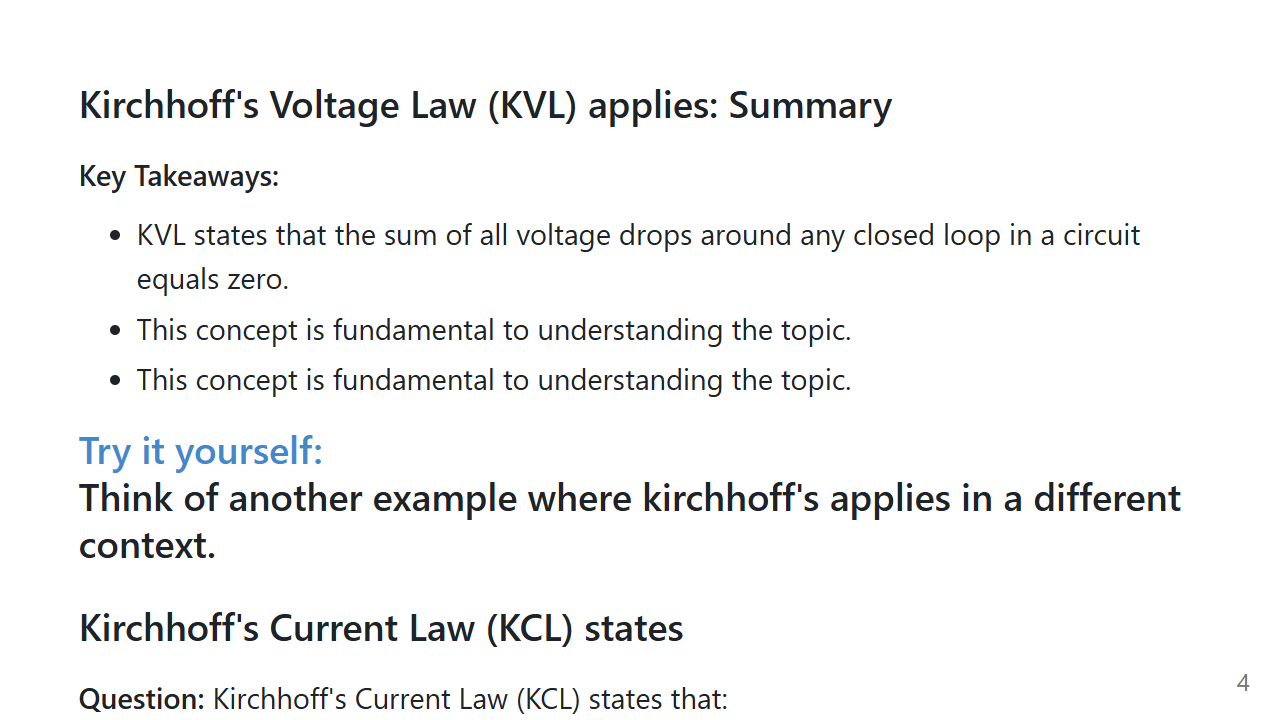 Kirchhoff's Voltage Law (KVL) applies: Summary
Key Takeaways:
• KVL states that the sum of all voltage drops around any closed loop in a circuit
equals zero.
• This concept is fundamental to understanding the topic.
• This concept is fundamental to understanding the topic.
Try it yourself:
Think of another example where kirchhoff's applies in a different
context.
Kirchhoff's Current Law (KCL) states
Question: Kirchhoff's Current Law (KCL) states that:
4